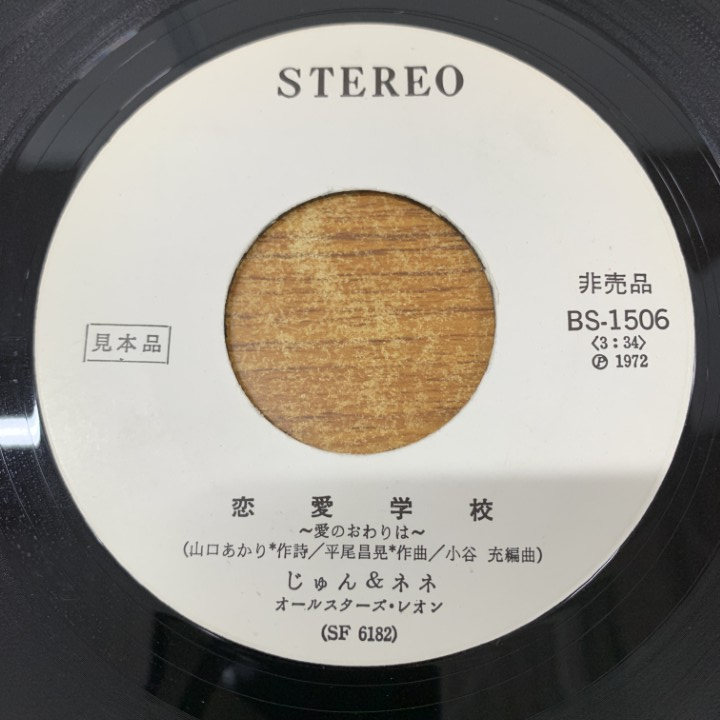 STEREO
非売品
BS-1506
〈3:34〉
Ⓟ 1972
見本品
恋愛学校
~愛のおわりは~
(山口あかり*作詩/平尾昌晃*作曲/小谷 充編曲)
じゅん&ネネ
オールスターズ・レオン
(SF 6182)